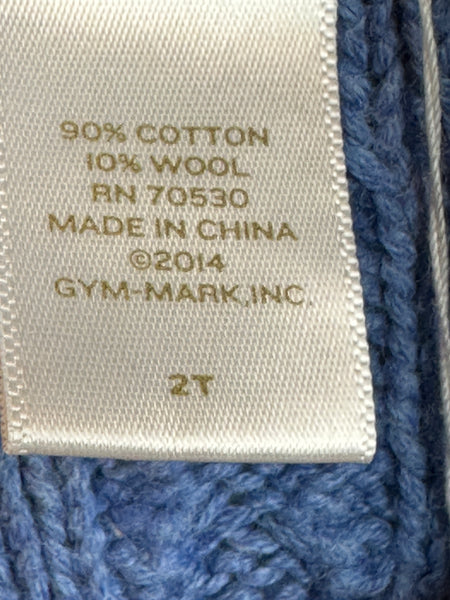 90% COTTON
10% WOOL
RN 70530
MADE IN CHINA
©2014
GYM-MARK, INC.
2T